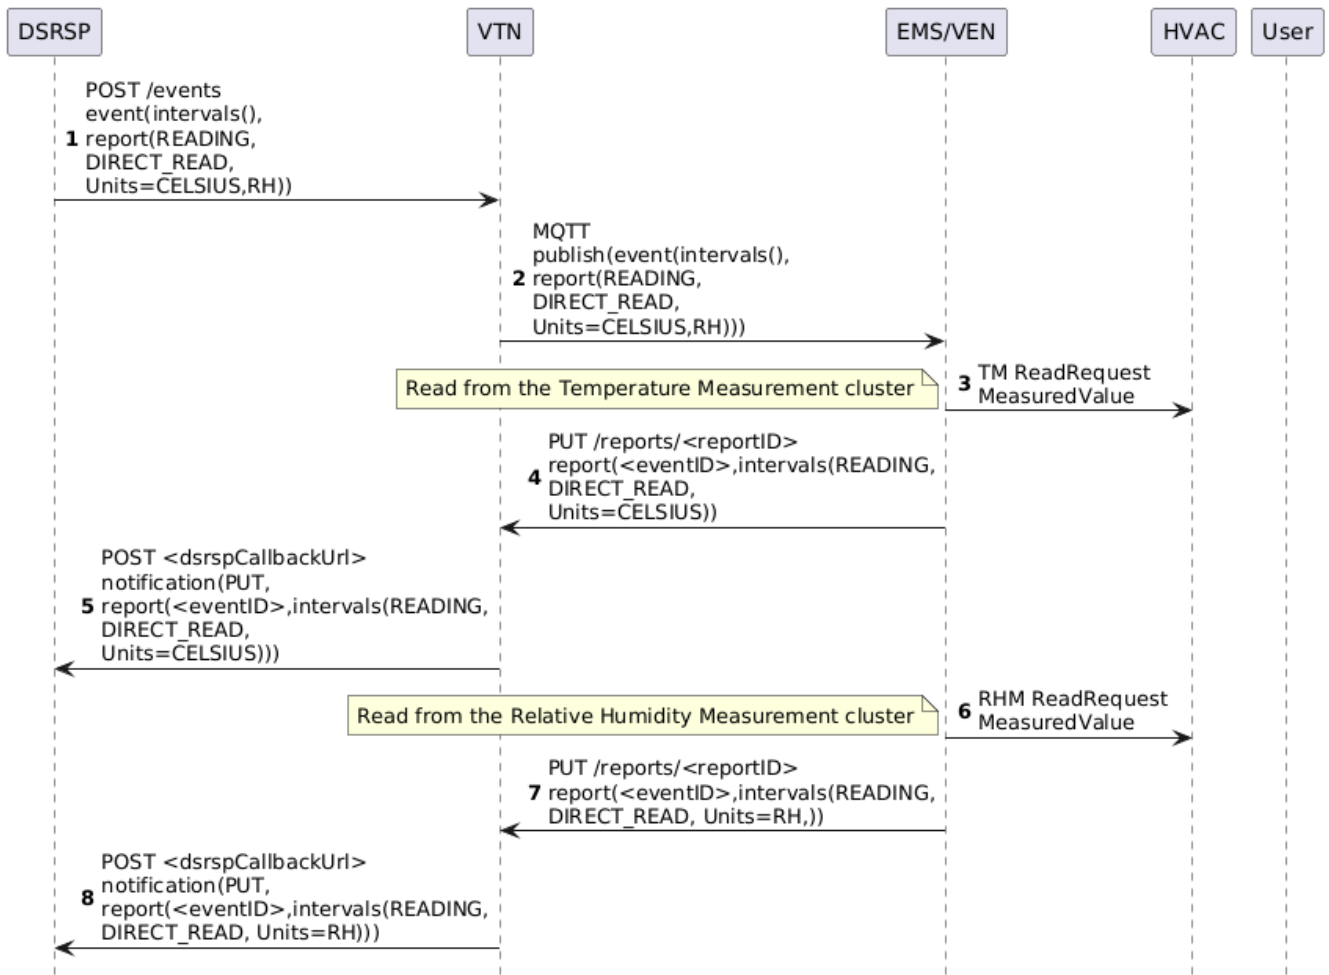 DSRSP
VTN
EMS/VEN
HVAC
User
POST /events
event(intervals(),
1 report(READING,
DIRECT_READ,
Units=CELSIUS,RH))
MQTT
publish(event(intervals(),
2 report(READING,
DIRECT_READ,
Units=CELSIUS,RH)))
Read from the Temperature Measurement cluster
3 TM ReadRequest
MeasuredValue
PUT /reports/<reportID>
4 report(<eventID>,intervals(READING,
DIRECT_READ,
Units=CELSIUS))
POST <dsrspCallbackUrl>
notification(PUT,
5 report(<eventID>,intervals(READING,
DIRECT_READ,
Units=CELSIUS)))
Read from the Relative Humidity Measurement cluster
6 RHM ReadRequest
MeasuredValue
PUT /reports/<reportID>
7 report(<eventID>,intervals(READING,
DIRECT_READ, Units=RH,))
POST <dsrspCallbackUrl>
notification(PUT,
8 report(<eventID>,intervals(READING,
DIRECT_READ, Units=RH)))